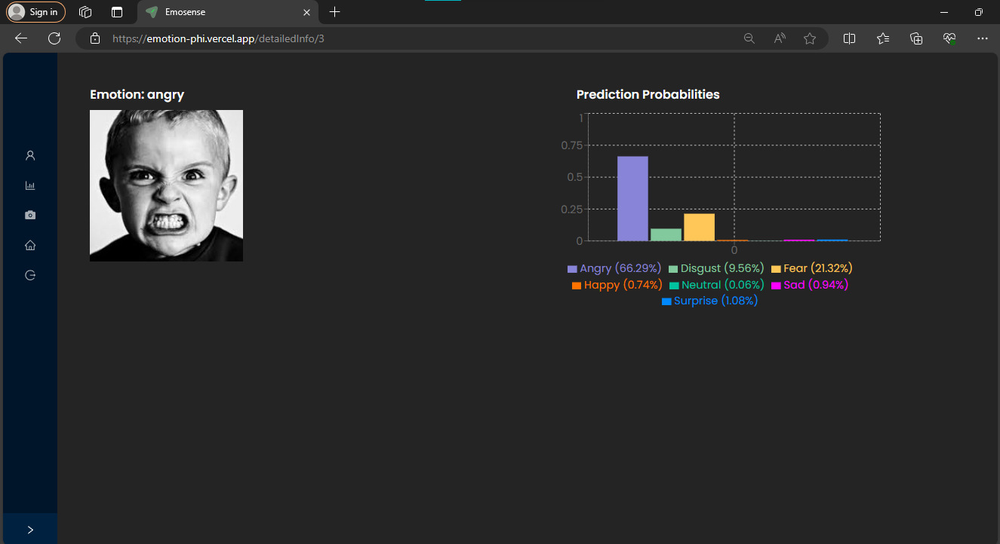 Sign in
Emosense
https://emotion-phi.vercel.app/detailedInfo/3
Emotion: angry
Prediction Probabilities
1
0.75
0.5
0.25
0
0
Angry (66.29%) Disgust (9.56%) Fear (21.32%)
Happy (0.74%) Neutral (0.06%) Sad (0.94%)
Surprise (1.08%)